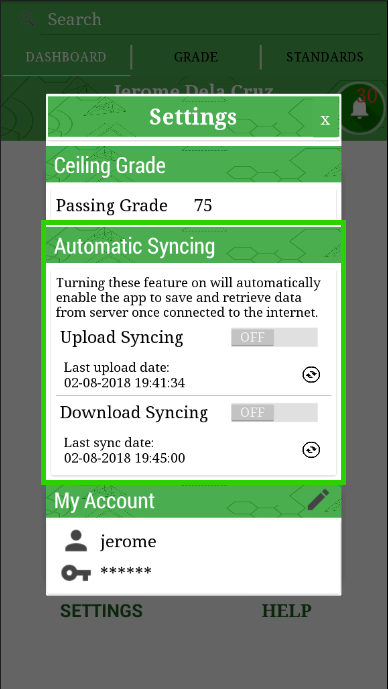 Search
DASHBOARD
GRADE
STANDARDS
Jerome Dela Cruz
30
Settings
x
Ceiling Grade
Passing Grade 75
Automatic Syncing
Turning these feature on will automatically
enable the app to save and retrieve data
from server once connected to the internet.
Upload Syncing OFF
Last upload date:
02-08-2018 19:41:34
Download Syncing OFF
Last sync date:
02-08-2018 19:45:00
My Account
jerome
******
SETTINGS
HELP